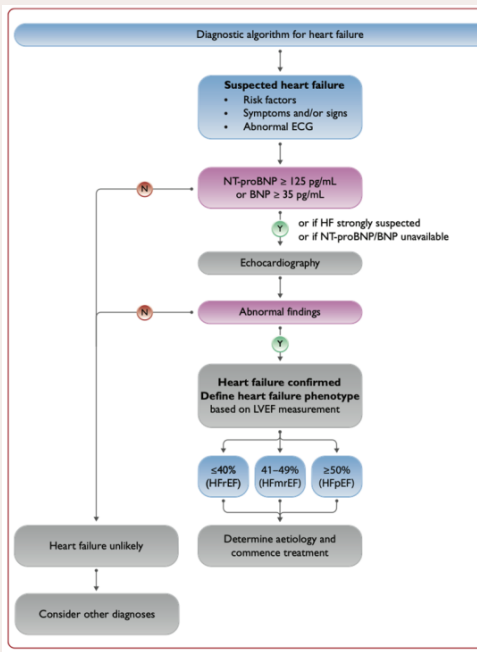 Diagnostic algorithm for heart failure
Suspected heart failure
• Risk factors
• Symptoms and/or signs
• Abnormal ECG
N
NT-proBNP ≥ 125 pg/mL
or BNP ≥ 35 pg/mL
Y
or if HF strongly suspected
or if NT-proBNP/BNP unavailable
Echocardiography
N
Abnormal findings
Y
Heart failure confirmed
Define heart failure phenotype
based on LVEF measurement
≤40%
(HFrEF)
41–49%
(HFmrEF)
≥50%
(HFpEF)
Heart failure unlikely
Determine aetiology and
commence treatment
Consider other diagnoses